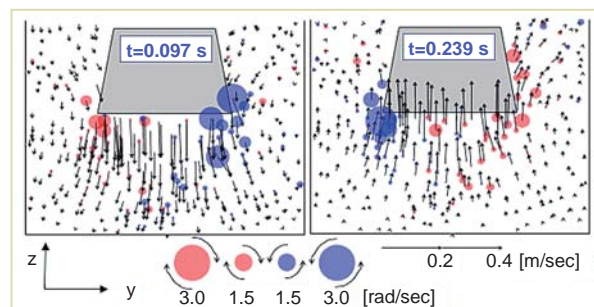 t=0.097 s
t=0.239 s
z
y
3.0 1.5 1.5 3.0 [rad/sec]
0.2 0.4 [m/sec]